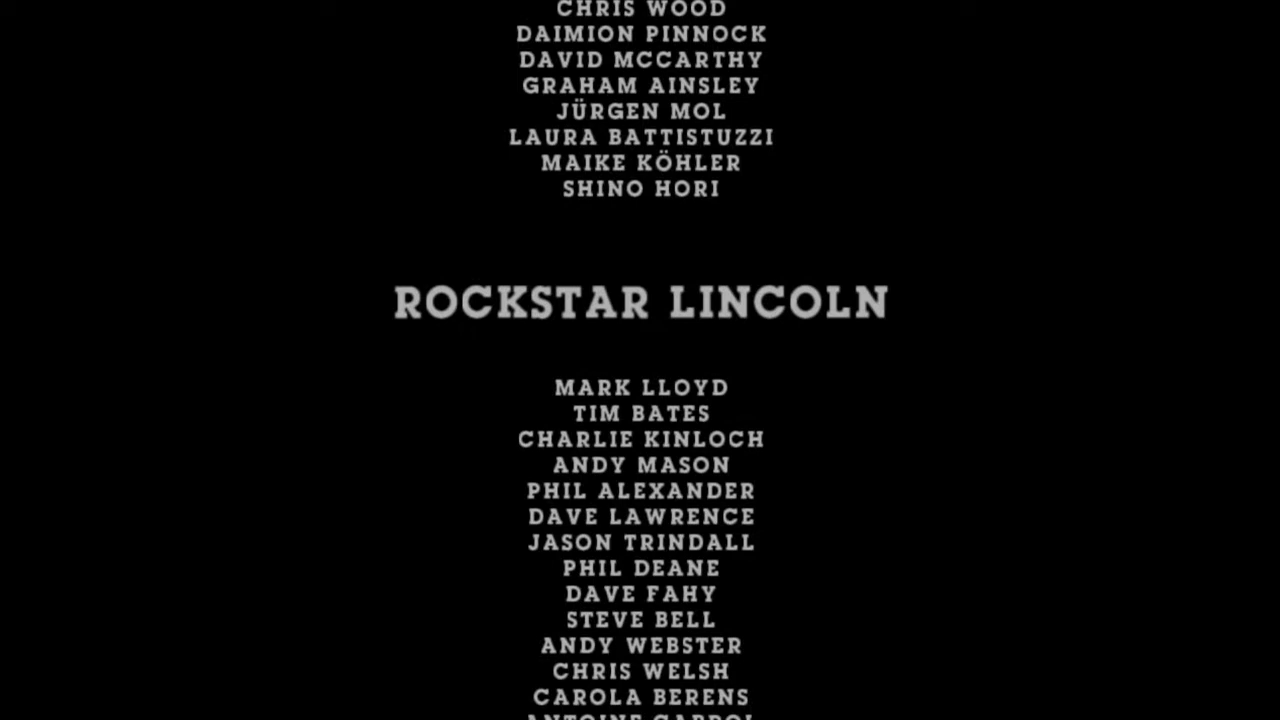 CHRIS WOOD
DAIMION PINNOCK
DAVID MCCARTHY
GRAHAM AINSLEY
JÜRGEN MOL
LAURA BATTISTUZZI
MAIKE KÖHLER
SHINO HORI
ROCKSTAR LINCOLN
MARK LLOYD
TIM BATES
CHARLIE KINLOCH
ANDY MASON
PHIL ALEXANDER
DAVE LAWRENCE
JASON TRINDALL
PHIL DEANE
DAVE FAHY
STEVE BELL
ANDY WEBSTER
CHRIS WELSH
CAROLA BERENS
ANTOINE